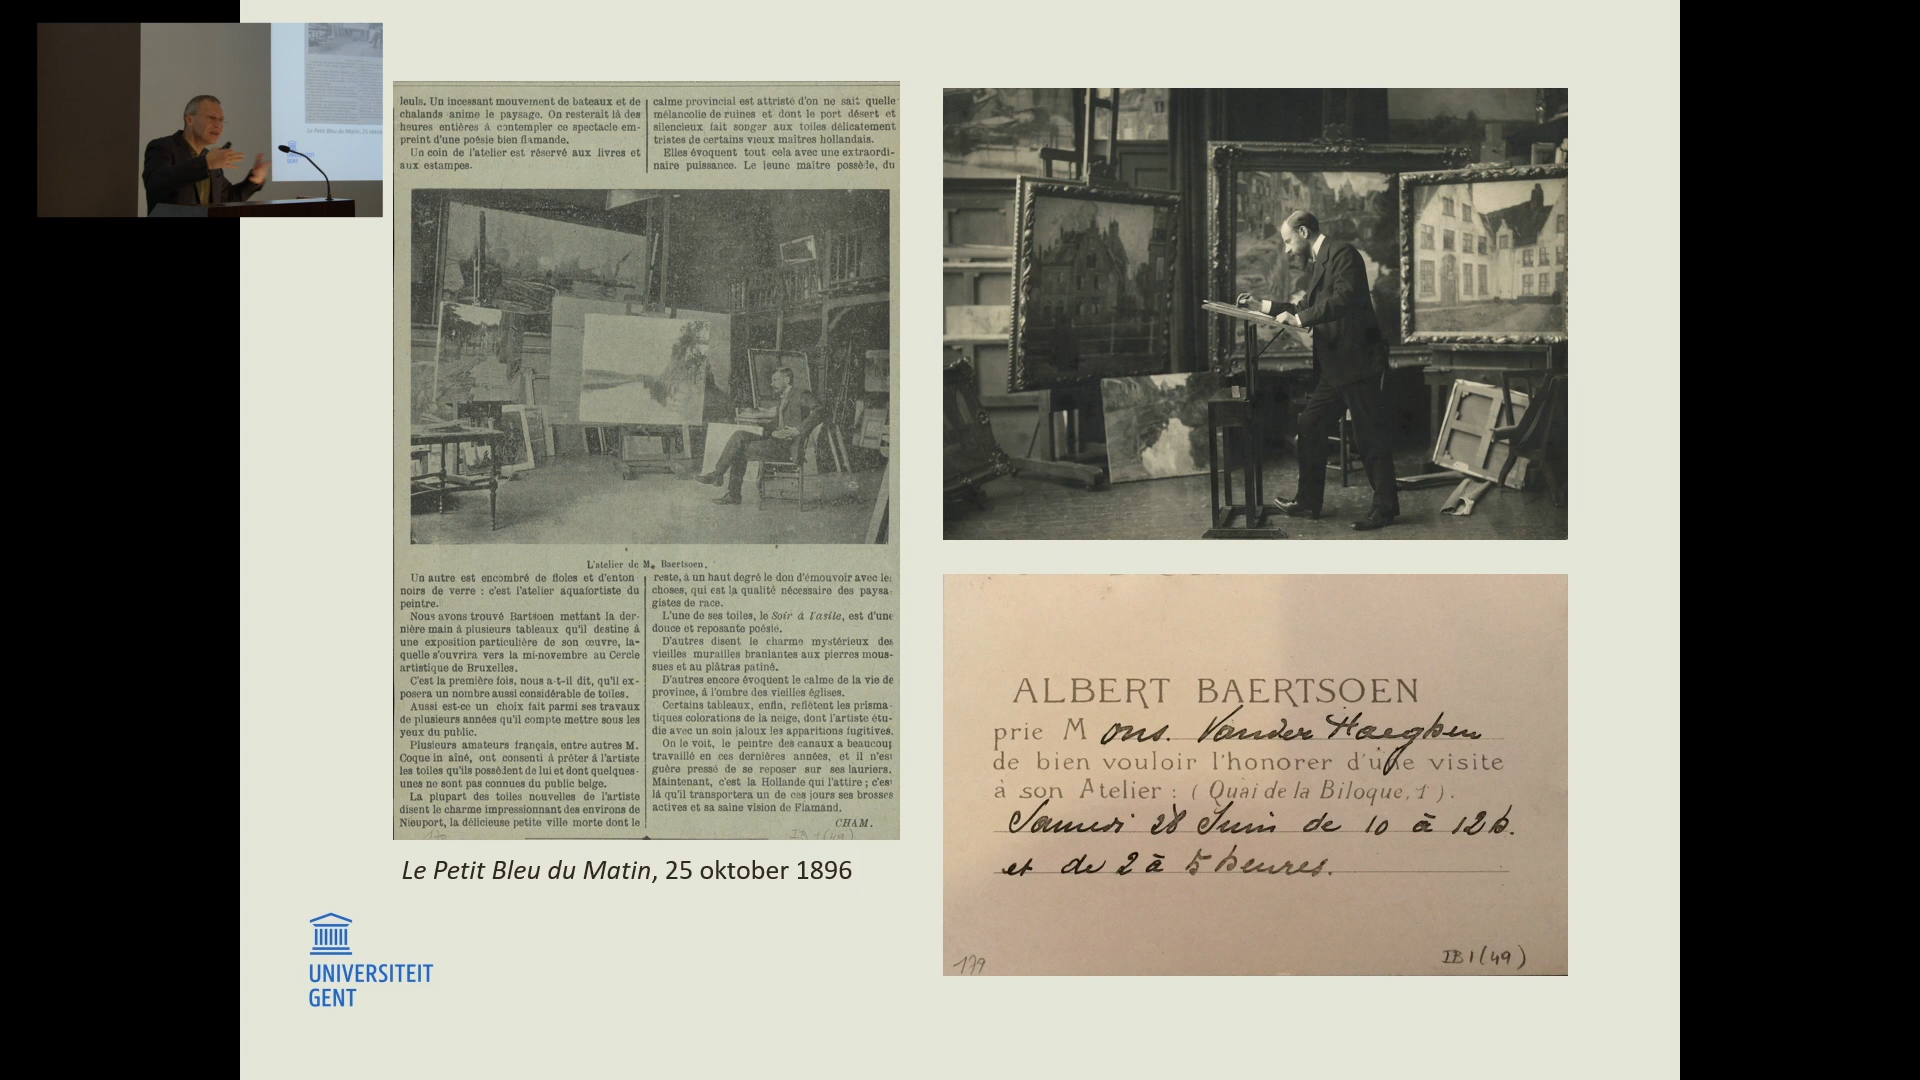 leuls. Un incessant mouvement de bateaux et de
chalands anime le paysage. On resterait là des
heures entières à contempler ce spectacle em-
preint d'une poésie bien flamande.
Un coin de l'atelier est réservé aux livres et
aux estampes.
calme provincial est attristé d'on ne sait quelle
mélancolie de ruines et dont le port désert et
silencieux fait songer aux toiles délicatement
tristes de certains vieux maîtres hollandais.
Elles évoquent tout cela avec une extraordi-
naire puissance. Le jeune maître possède, du
L'atelier de M. Baertsoen.
Un autre est encombré de fioles et d'enton
noirs de verre : c'est l'atelier aquafortiste du
peintre.
Nous avons trouvé Bartsoen mettant la der-
nière main à plusieurs tableaux qu'il destine à
une exposition particulière de son œuvre, la-
quelle s'ouvrira vers la mi-novembre au Cercle
artistique de Bruxelles.
C'est la première fois, nous a-t-il dit, qu'il ex-
posera un nombre aussi considérable de toiles.
Aussi est-ce un choix fait parmi ses travaux
de plusieurs années qu'il compte mettre sous les
yeux du public.
Plusieurs amateurs français, entre autres M.
Coque in aîné, ont consenti à prêter à l'artiste
les toiles qu'ils possèdent de lui et dont quelques-
unes ne sont pas connues du public belge.
La plupart des toiles nouvelles de l'artiste
disent le charme impressionnant des environs de
Nieuport, la délicieuse petite ville morte dont le
reste, à un haut degré le don d'émouvoir avec les
choses, qui est la qualité nécessaire des paysa
gistes de race.
L'une de ses toiles, le Soir à l'asile, est d'une
douce et reposante poésie.
D'autres disent le charme mystérieux des
vieilles murailles branlantes aux pierres mous-
sues et au plâtras patiné.
D'autres encore évoquent le calme de la vie de
province, à l'ombre des vieilles églises.
Certains tableaux, enfin, reflètent les prisma
tiques colorations de la neige, dont l'artiste étu-
die avec un soin jaloux les apparitions fugitives.
On le voit, le peintre des canaux a beaucoup
travaillé en ces dernières années, et il n'est
guère pressé de se reposer sur ses lauriers.
Maintenant, c'est la Hollande qui l'attire ; c'est
là qu'il transportera un de ces jours ses brosses
actives et sa saine vision de Flamand.
CHAM.
170
IB 1 (49)
Le Petit Bleu du Matin, 25 oktober 1896
UNIVERSITEIT
GENT
ALBERT BAERTSOEN
prie Mons. Vander Haeghen
de bien vouloir l'honorer d'une visite
à son Atelier : (Quai de la Biloque, 1).
Samedi 28 Juin de 10 à 12 h.
et de 2 à 5 heures.
179
IB 1 (49)